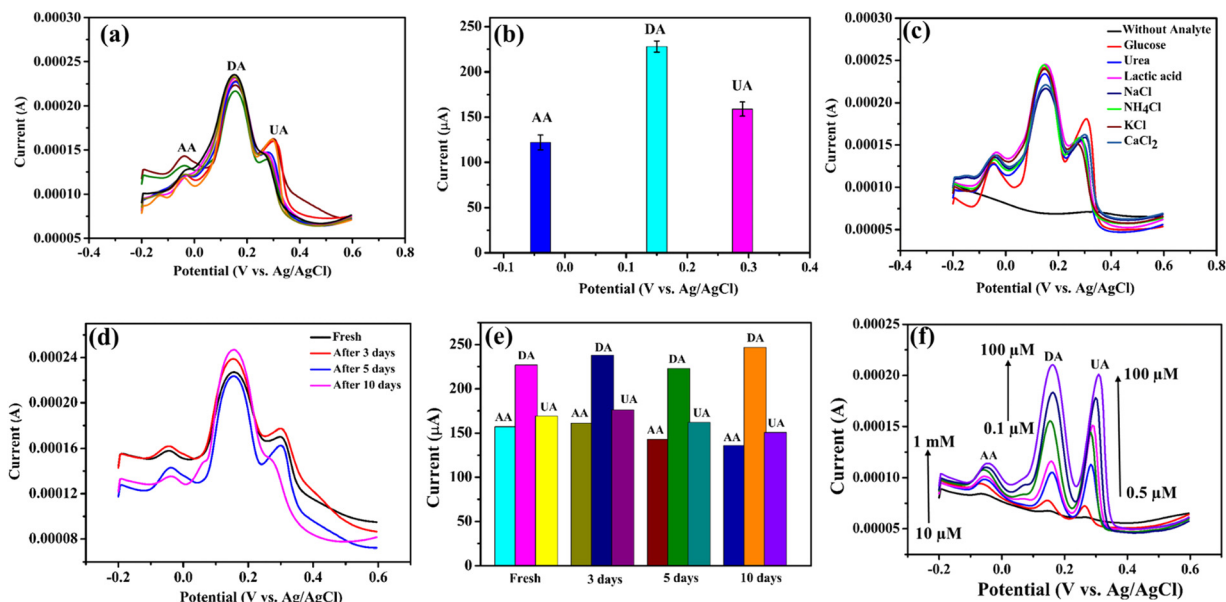 (a)
0.00030
0.00025
0.00020
0.00015
0.00010
0.00005
Current (A)
AA
DA
UA
-0.4 -0.2 0.0 0.2 0.4 0.6 0.8
Potential (V vs. Ag/AgCl)
(b)
250
200
150
100
50
0
Current (µA)
AA
DA
UA
-0.1 0.0 0.1 0.2 0.3 0.4
Potential (V vs. Ag/AgCl)
(c)
0.00030
0.00025
0.00020
0.00015
0.00010
0.00005
Current (A)
Without Analyte
Glucose
Urea
Lactic acid
NaCl
NH4Cl
KCl
CaCl2
-0.4 -0.2 0.0 0.2 0.4 0.6 0.8
Potential (V vs. Ag/AgCl)
(d)
0.00024
0.00020
0.00016
0.00012
0.00008
Current (A)
Fresh
After 3 days
After 5 days
After 10 days
-0.2 0.0 0.2 0.4 0.6
Potential (V vs. Ag/AgCl)
(e)
250
200
150
100
50
0
Current (µA)
AA DA UA
AA DA UA
AA DA UA
AA DA UA
Fresh 3 days 5 days 10 days
(f)
0.00025
0.00020
0.00015
0.00010
0.00005
Current (A)
100 µM
0.1 µM
DA
UA
100 µM
0.5 µM
1 mM
10 µM
AA
-0.2 0.0 0.2 0.4 0.6
Potential (V vs. Ag/AgCl)